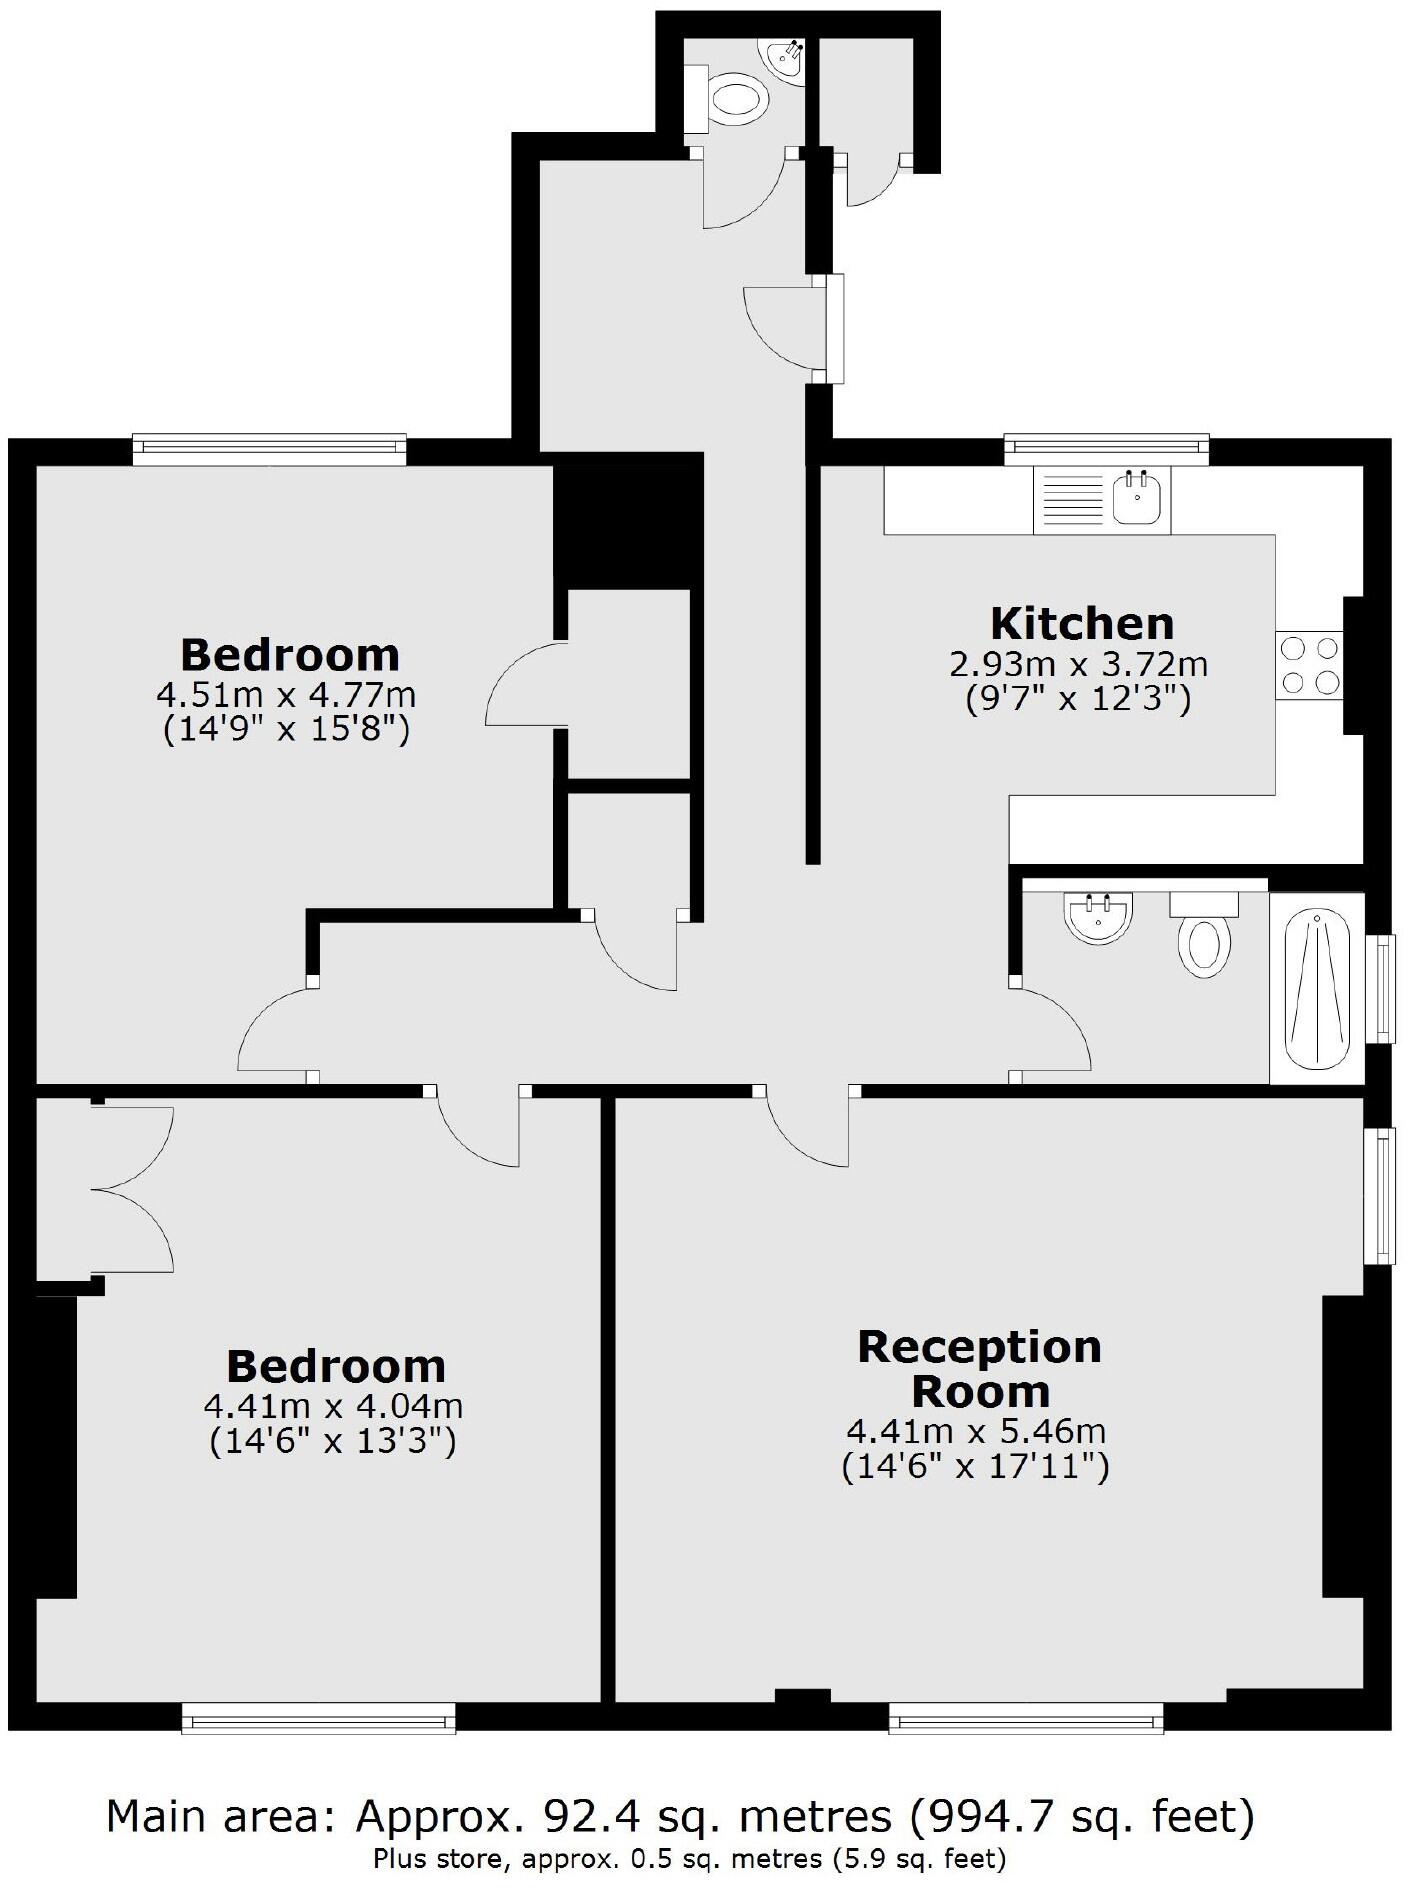 Bedroom
4.51m x 4.77m
(14'9" x 15'8")
Kitchen
2.93m x 3.72m
(9'7" x 12'3")
Bedroom
4.41m x 4.04m
(14'6" x 13'3")
Reception
Room
4.41m x 5.46m
(14'6" x 17'11")
Main area: Approx. 92.4 sq. metres (994.7 sq. feet)
Plus store, approx. 0.5 sq. metres (5.9 sq. feet)